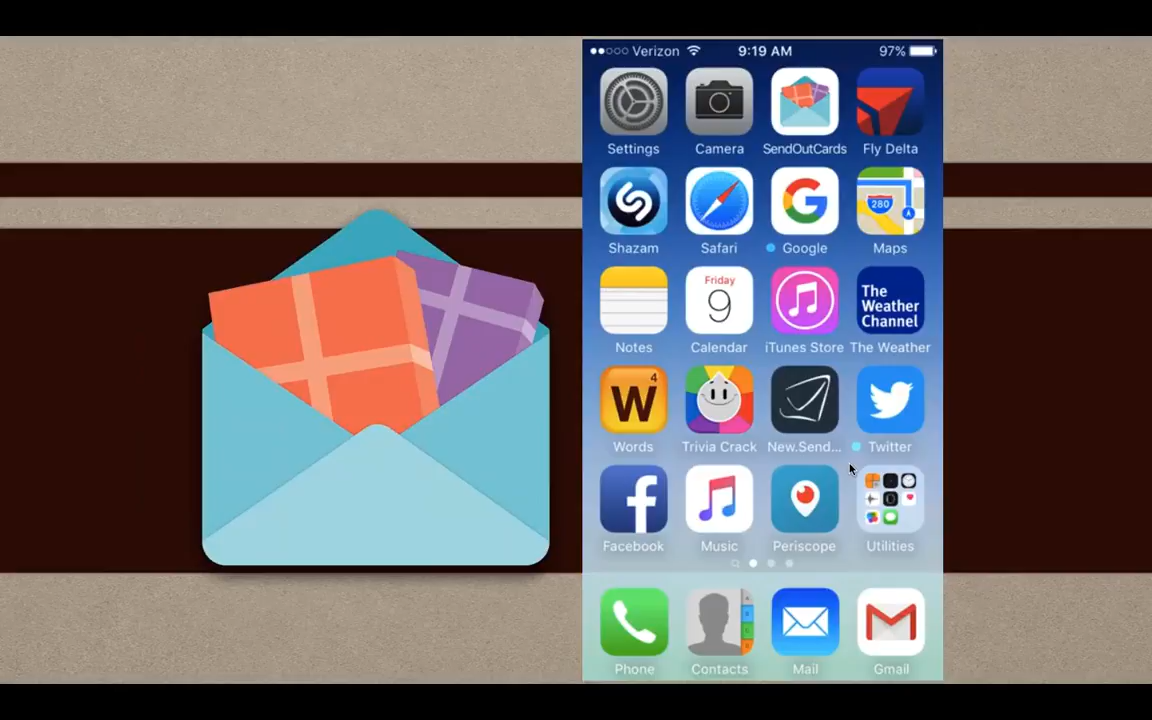 Verizon 9:19 AM 97%
Settings Camera SendOutCards Fly Delta
280
Shazam Safari Google Maps
Friday
9
The
Weather
Channel
Notes Calendar iTunes Store The Weather
W 4
Words Trivia Crack New.Send... Twitter
Facebook Music Periscope Utilities
Phone Contacts Mail Gmail